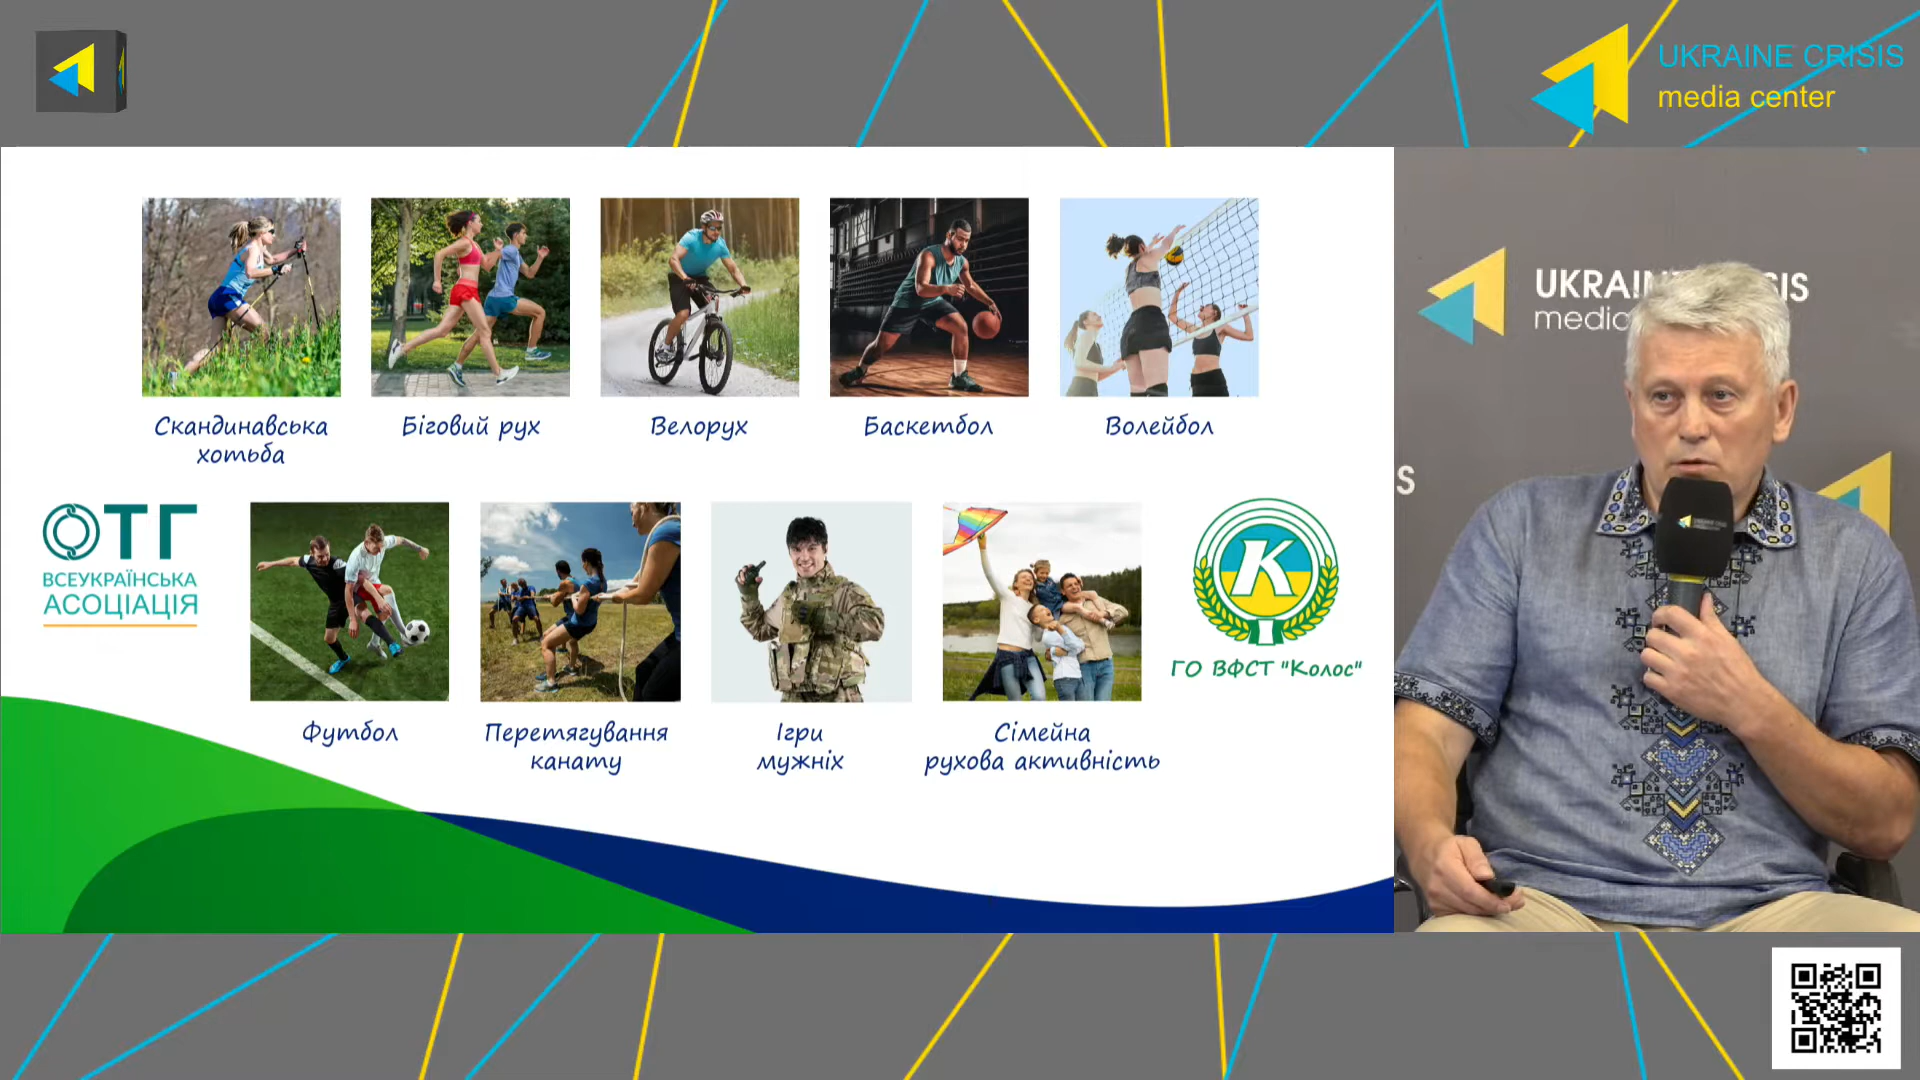 UKRAINE CRISIS
media center
Скандинавська
хотьба
Біговий рух
Велорух
Баскетбол
Волейбол
ОТГ
ВСЕУКРАЇНСЬКА
АСОЦІАЦІЯ
К
ГО ВФСТ "Колос"
Футбол
Перетягування
канату
Ігри
мужніх
Сімейна
рухова активність